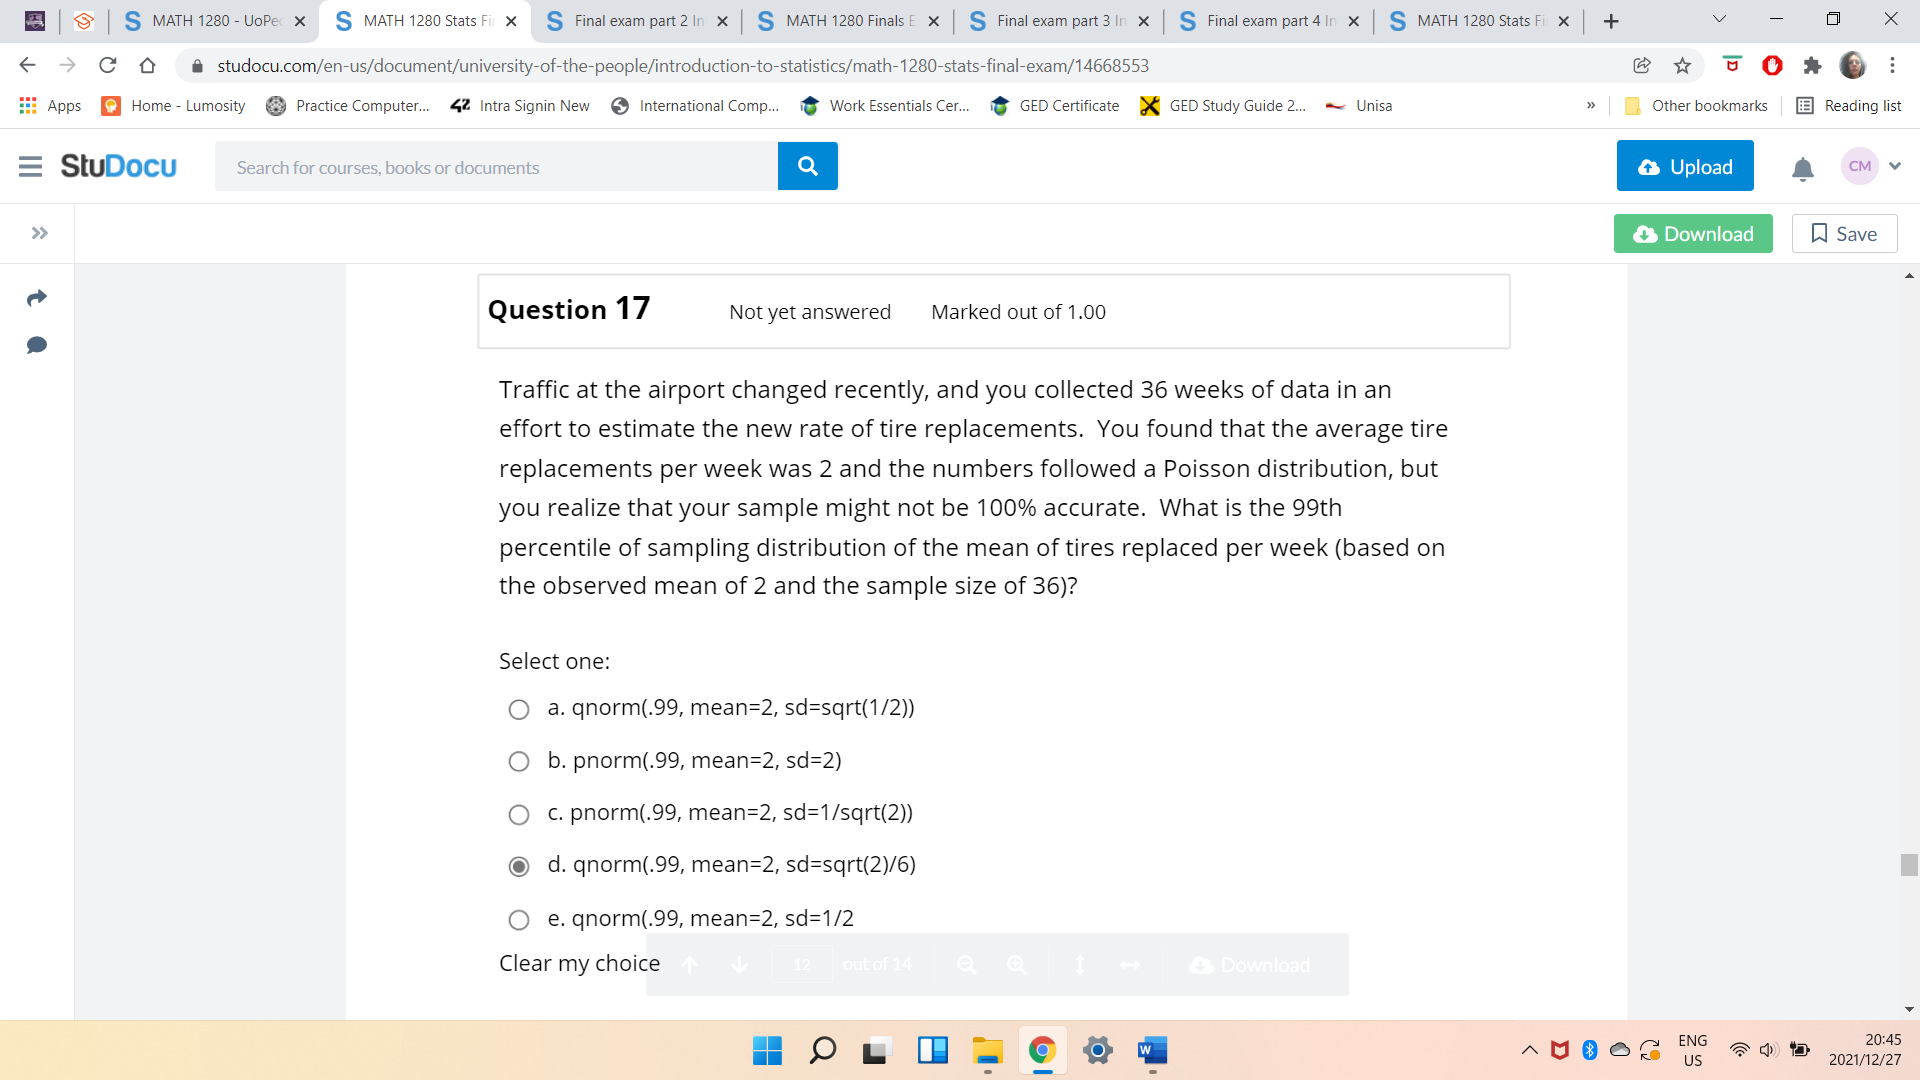 MATH 1280 - UoPeo
MATH 1280 Stats Fin
Final exam part 2 In
MATH 1280 Finals E
Final exam part 3 In
Final exam part 4 In
MATH 1280 Stats Fi
studocu.com/en-us/document/university-of-the-people/introduction-to-statistics/math-1280-stats-final-exam/14668553
Apps
Home - Lumosity
Practice Computer...
42 Intra Signin New
International Comp...
Work Essentials Cer...
GED Certificate
GED Study Guide 2...
Unisa
»
Other bookmarks
Reading list
StuDocu
Search for courses, books or documents
Upload
CM
Download
Save
Question 17
Not yet answered
Marked out of 1.00
Traffic at the airport changed recently, and you collected 36 weeks of data in an
effort to estimate the new rate of tire replacements.  You found that the average tire
replacements per week was 2 and the numbers followed a Poisson distribution, but
you realize that your sample might not be 100% accurate.  What is the 99th
percentile of sampling distribution of the mean of tires replaced per week (based on
the observed mean of 2 and the sample size of 36)?
Select one:
a. qnorm(.99, mean=2, sd=sqrt(1/2))
b. pnorm(.99, mean=2, sd=2)
c. pnorm(.99, mean=2, sd=1/sqrt(2))
d. qnorm(.99, mean=2, sd=sqrt(2)/6)
e. qnorm(.99, mean=2, sd=1/2
Clear my choice
12 out of 14
Download
ENG
US
20:45
2021/12/27